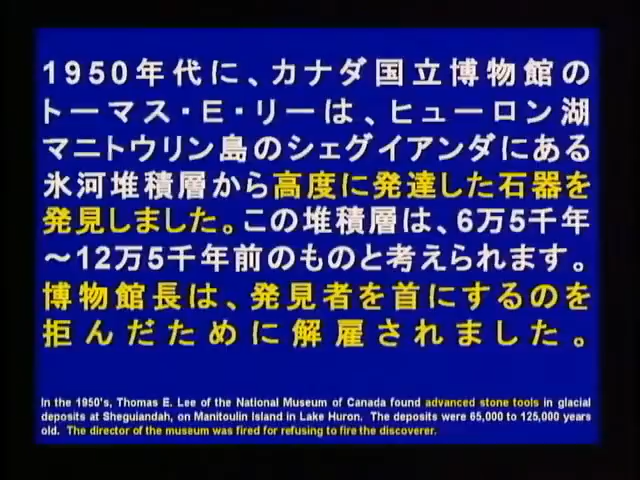 1950年代に、カナダ国立博物館の
トーマス・E・リーは、ヒューロン湖
マニトウリン島のシェグイアンダにある
氷河堆積層から高度に発達した石器を
発見しました。この堆積層は、6万5千年
～12万5千年前のものと考えられます。
博物館長は、発見者を首にするのを
拒んだために解雇されました。
In the 1950's, Thomas E. Lee of the National Museum of Canada found advanced stone tools in glacial
deposits at Sheguiandah, on Manitoulin Island in Lake Huron. The deposits were 65,000 to 125,000 years
old. The director of the museum was fired for refusing to fire the discoverer.